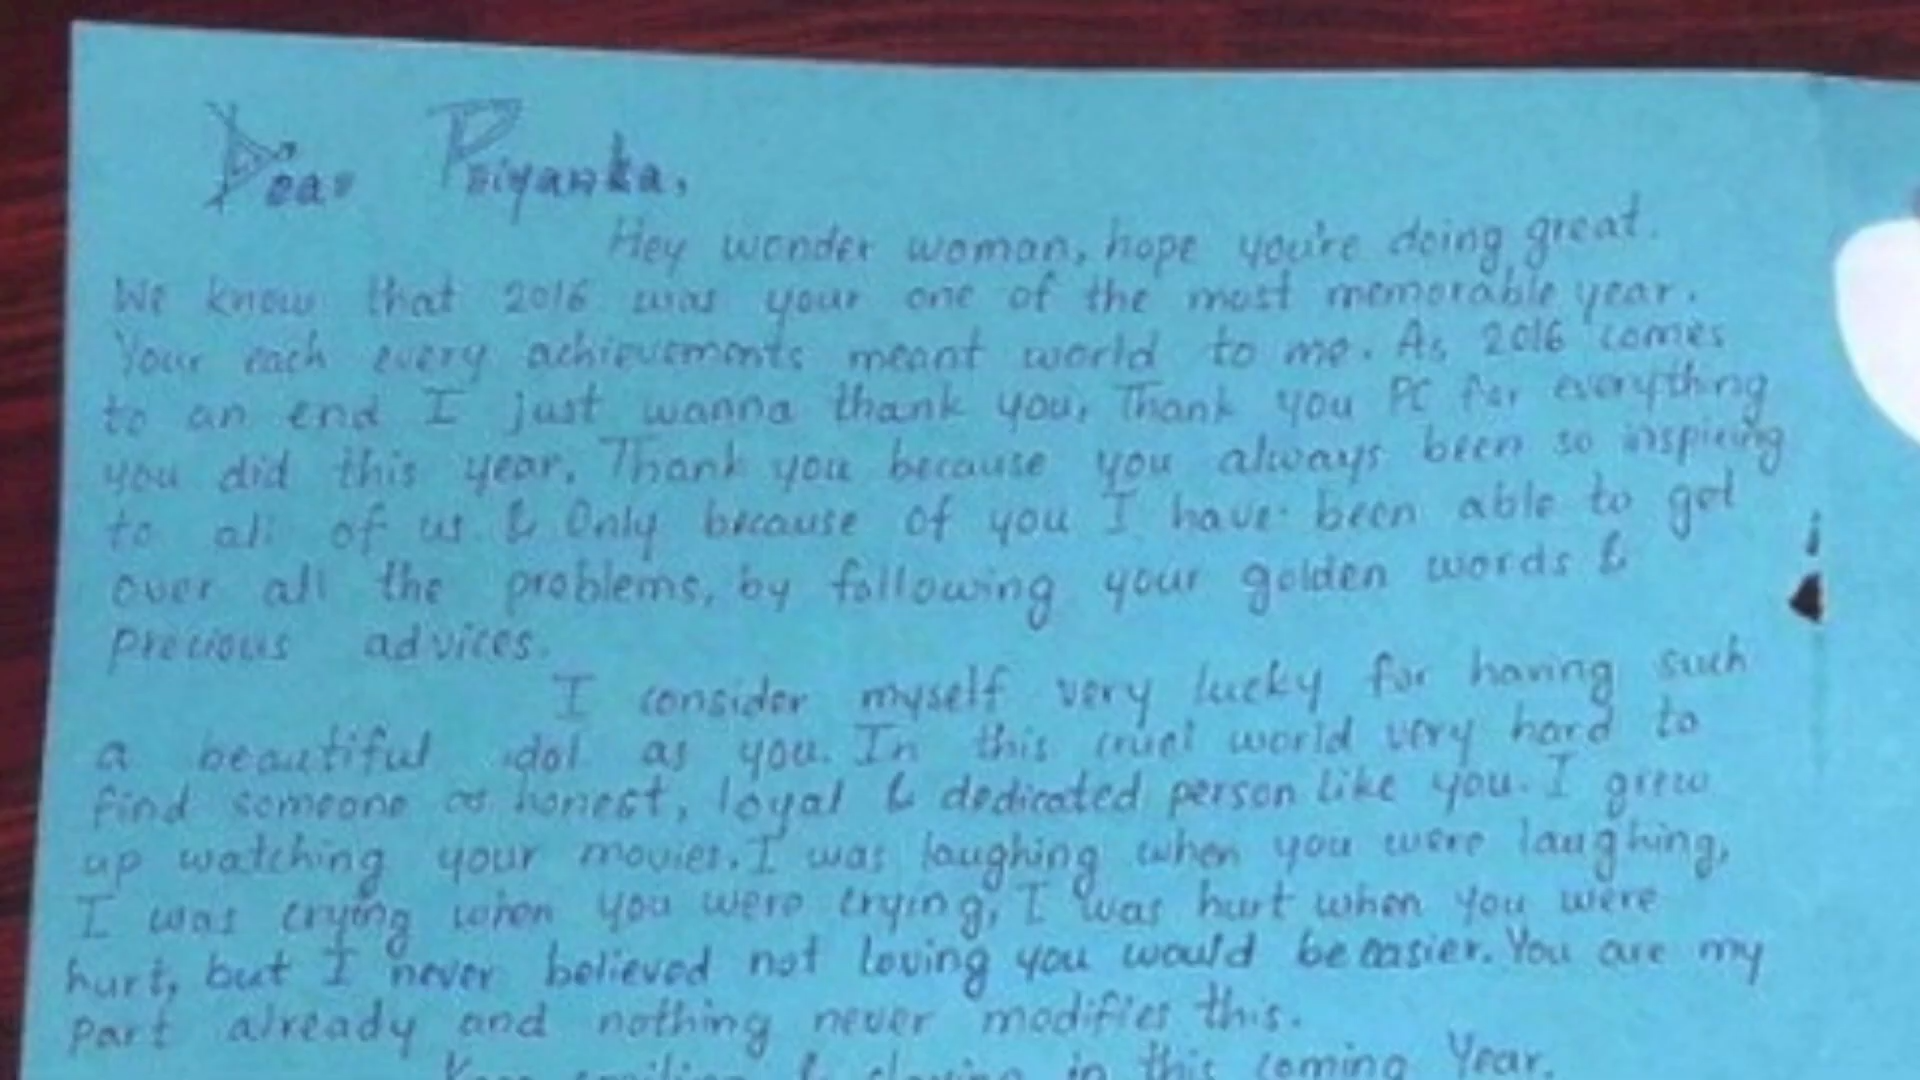 Dear Priyanka,
Hey wonder woman, hope you're doing great.
We know that 2016 was your one of the most memorable year.
Your each every achievements meant world to me. As 2016 comes
to an end I just wanna thank you, Thank you PC for everything
you did this year. Thank you because you always been so inspiring
to all of us & Only because of you I have been able to get
over all the problems, by following your golden words &
precious advices.
I consider myself very lucky for having such
a beautiful idol as you. In this cruel world very hard to
find someone as honest, loyal & dedicated person like you. I grew
up watching your movies. I was laughing when you were laughing,
I was crying when you were crying, I was hurt when you were
hurt, but I never believed not loving you would be easier. You are my
part already and nothing never modifies this.
Keep smiling & slaying in this coming Year.